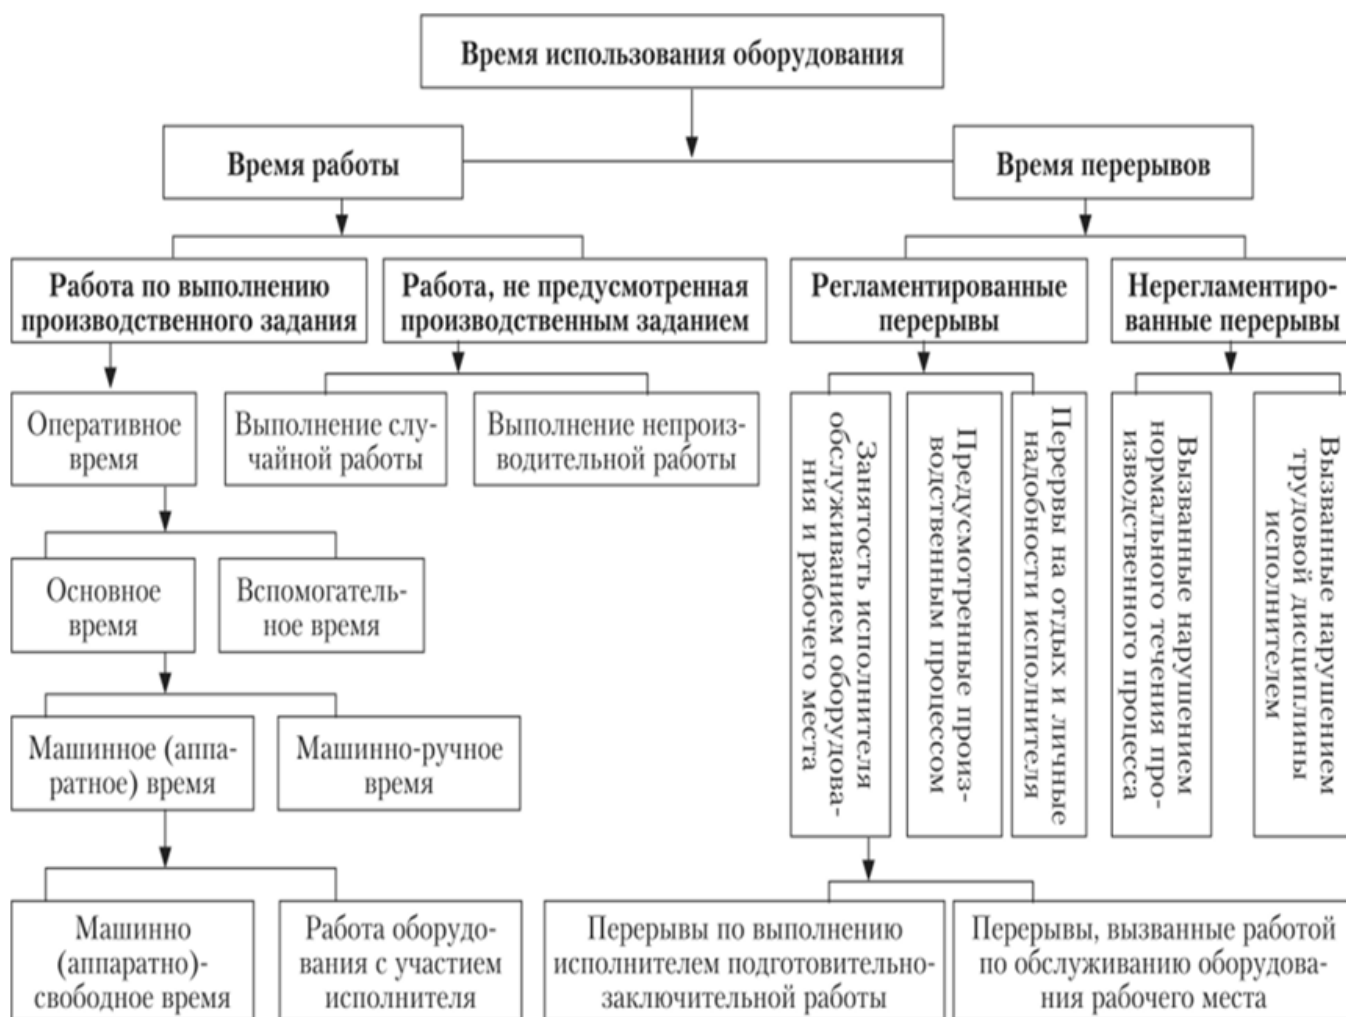 Время использования оборудования
Время работы
Время перерывов
Работа по выполнению
производственного задания
Работа, не предусмотренная
производственным заданием
Регламентированные
перерывы
Нерегламентиро-
ванные перерывы
Оперативное
время
Выполнение слу-
чайной работы
Выполнение непроиз-
водительной работы
Занятость исполнителя
обслуживанием оборудова-
ния и рабочего места
Предусмотренные произ-
водственным процессом
Перерывы на отдых и личные
надобности исполнителя
Вызванные нарушением
нормального течения про-
изводственного процесса
Вызванные нарушением
трудовой дисциплины
исполнителем
Основное
время
Вспомогатель-
ное время
Машинное (аппа-
ратное) время
Машинно-ручное
время
Машинно
(аппаратно)-
свободное время
Работа оборудо-
вания с участием
исполнителя
Перерывы по выполнению
исполнителем подготовительно-
заключительной работы
Перерывы, вызванные работой
по обслуживанию оборудова-
ния рабочего места